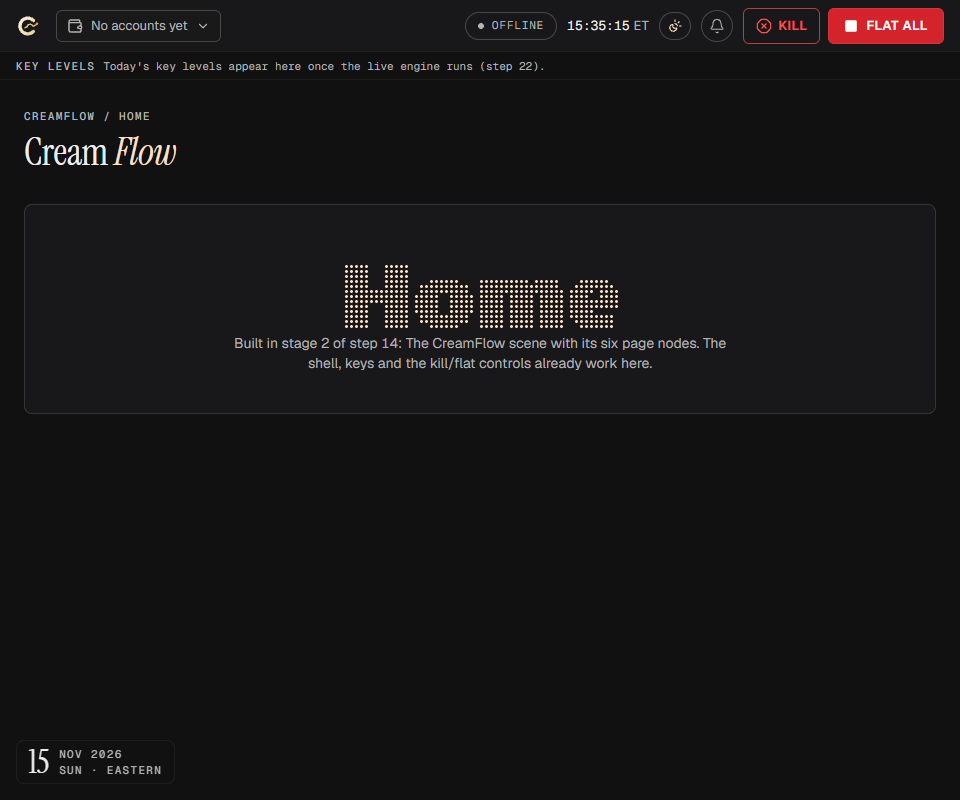 No accounts yet
OFFLINE
15:35:15 ET
KILL
FLAT ALL
KEY LEVELS Today's key levels appear here once the live engine runs (step 22).
CREAMFLOW / HOME
Cream Flow
Home
Built in stage 2 of step 14: The CreamFlow scene with its six page nodes. The
shell, keys and the kill/flat controls already work here.
15
NOV 2026
SUN · EASTERN